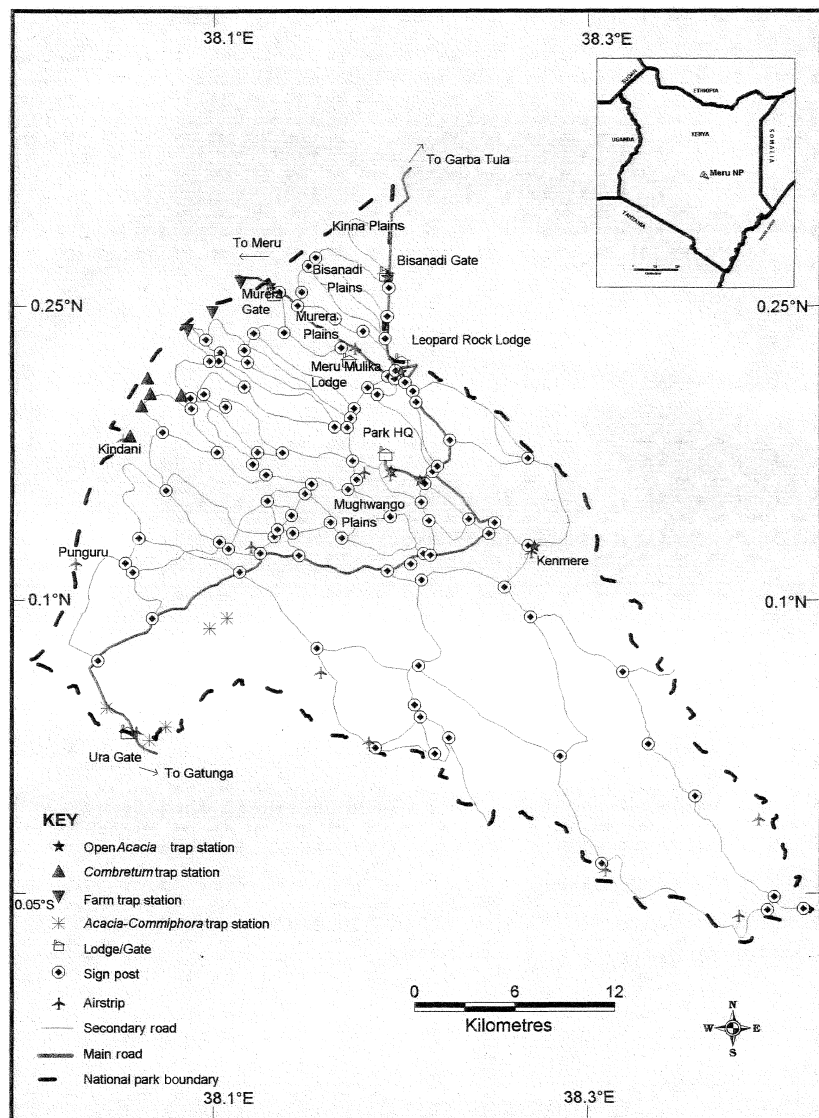 38.1°E
38.3°E
SUDAN
ETHIOPIA
UGANDA
KENYA
SOMALIA
Meru NP
TANZANIA
To Garba Tula
Kinna Plains
To Meru
Bisanadi
Plains
Bisanadi Gate
0.25°N
Murera
Gate
Murera
Plains
0.25°N
Leopard Rock Lodge
Meru Mulika
Lodge
Park HQ
Kindani
Mughwango
Plains
Punguru
Kenmere
0.1°N
0.1°N
Ura Gate
To Gatunga
KEY
Open Acacia trap station
Combretum trap station
Farm trap station
0.05°S
Acacia-Commiphora trap station
Lodge/Gate
Sign post
Airstrip
Secondary road
Main road
National park boundary
0 6 12
Kilometres
N
W E
S
38.1°E
38.3°E